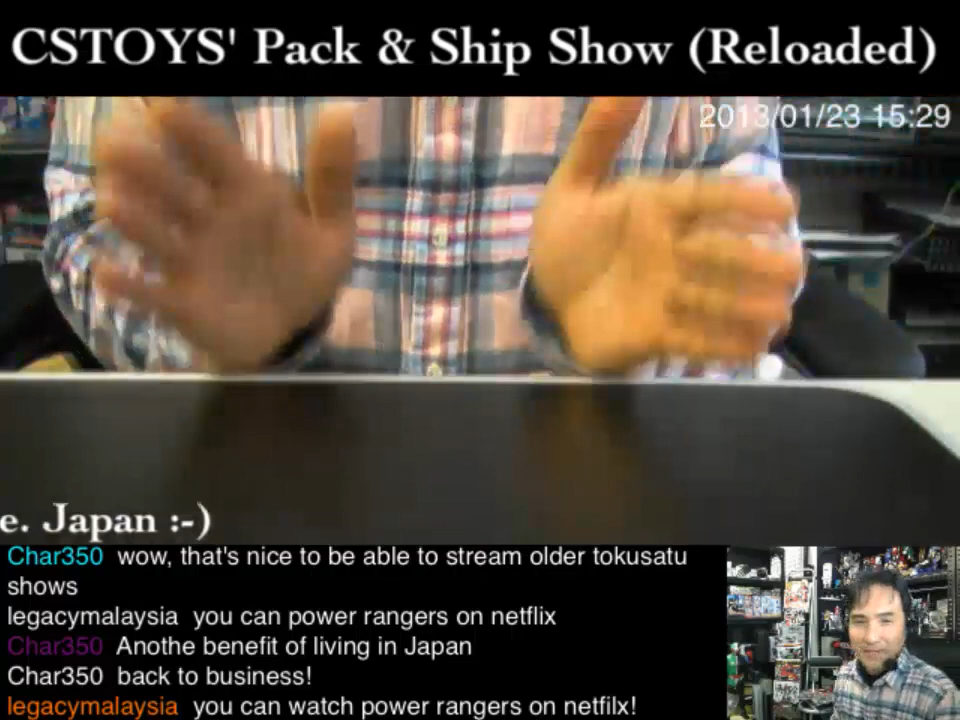 CSTOYS' Pack & Ship Show (Reloaded)
2013/01/23 15:29
e. Japan :-)
Char350 wow, that's nice to be able to stream older tokusatu
shows
legacymalaysia you can power rangers on netflix
Char350 Anothe benefit of living in Japan
Char350 back to business!
legacymalaysia you can watch power rangers on netfilx!